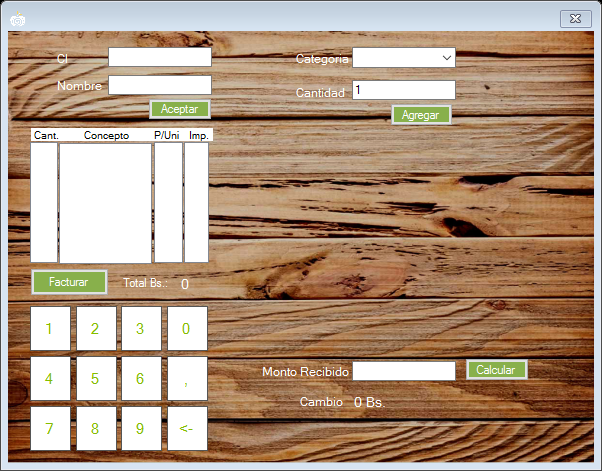 CI
Categoria
Nombre
Cantidad 1
Aceptar
Agregar
Cant. Concepto P/Uni Imp.
Facturar Total Bs.: 0
1 2 3 0
4 5 6 ,
Monto Recibido Calcular
Cambio 0 Bs.
7 8 9 <-